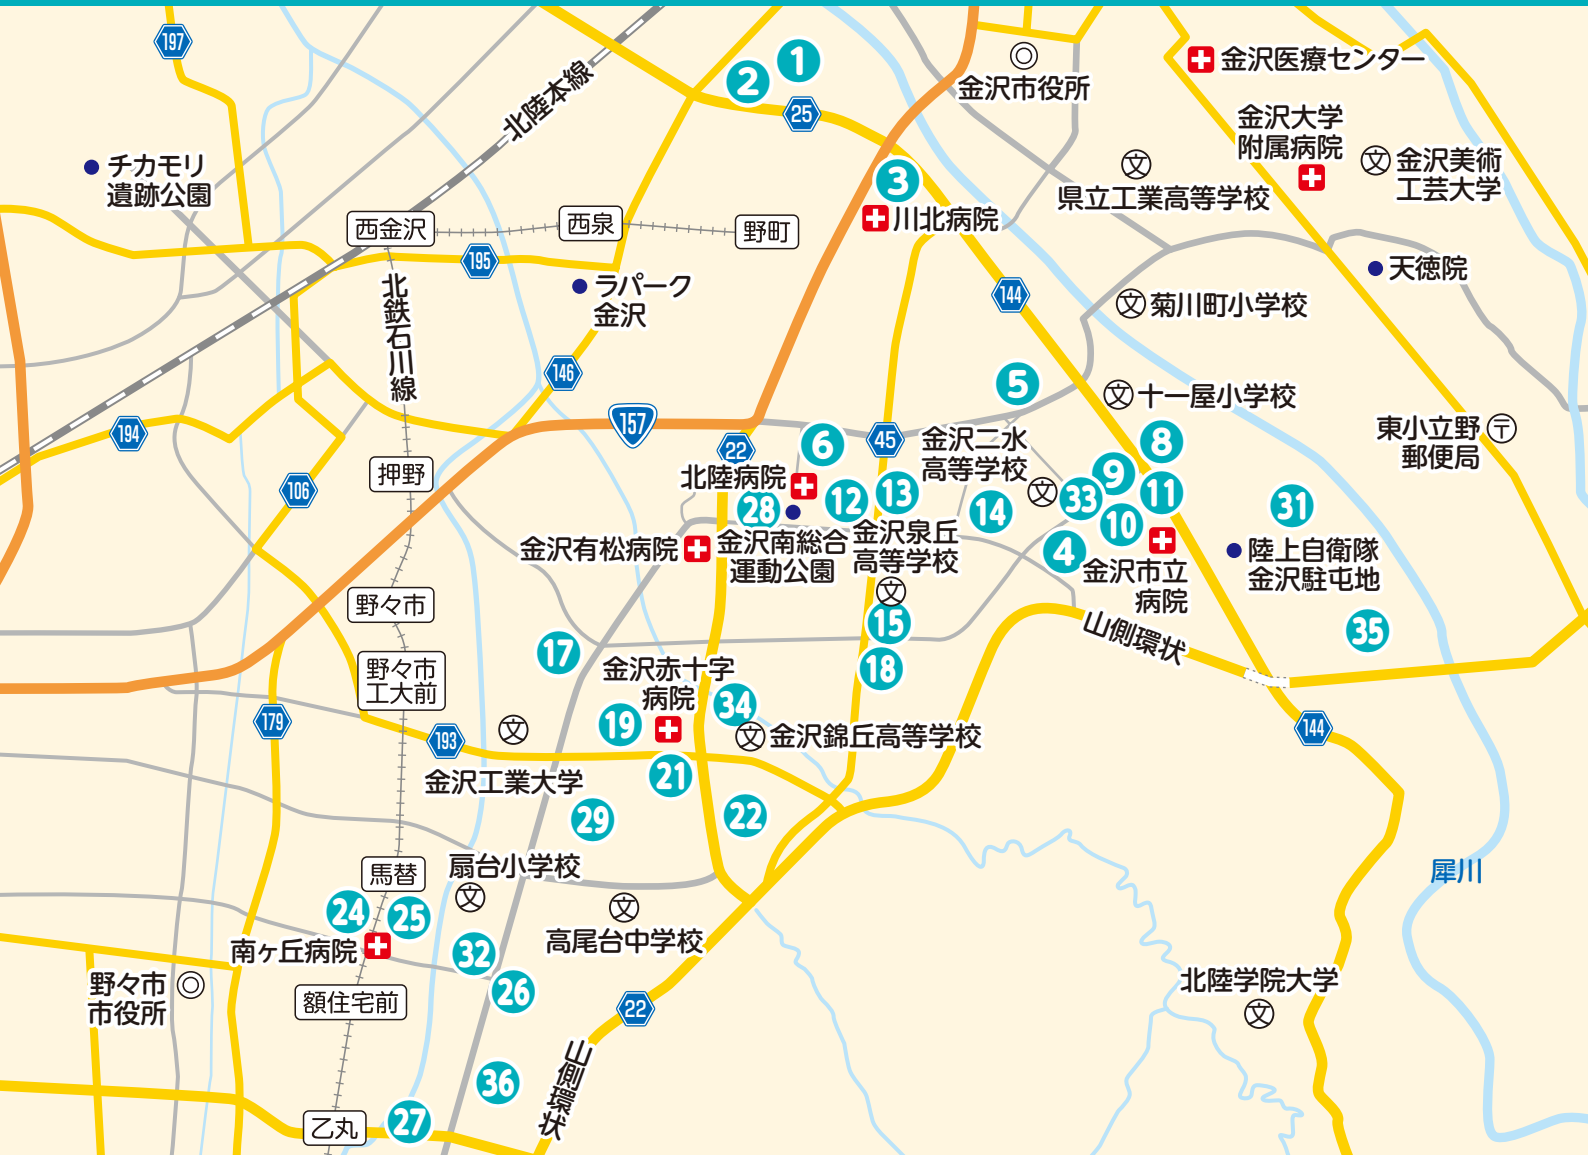 197
北陸本線
2
1
25
金沢市役所
金沢医療センター
金沢大学
附属病院
文
金沢美術
工芸大学
チカモリ
遺跡公園
文
県立工業高等学校
3
川北病院
西金沢
西泉
野町
195
天徳院
ラパーク
金沢
北鉄石川線
144
文
菊川町小学校
146
5
文
十一屋小学校
194
157
22
6
45
金沢二水
高等学校
文
8
東小立野
郵便局
〒
押野
106
北陸病院
28
12
13
14
33
9
11
10
31
金沢有松病院
金沢南総合
運動公園
金沢泉丘
高等学校
文
4
金沢市立
病院
陸上自衛隊
金沢駐屯地
野々市
15
山側環状
35
17
18
野々市
工大前
金沢赤十字
病院
34
19
文
金沢錦丘高等学校
179
193
文
金沢工業大学
144
21
29
22
馬替
扇台小学校
文
犀川
24
25
文
高尾台中学校
南ヶ丘病院
32
26
野々市
市役所
額住宅前
北陸学院大学
文
22
山側環状
36
乙丸
27